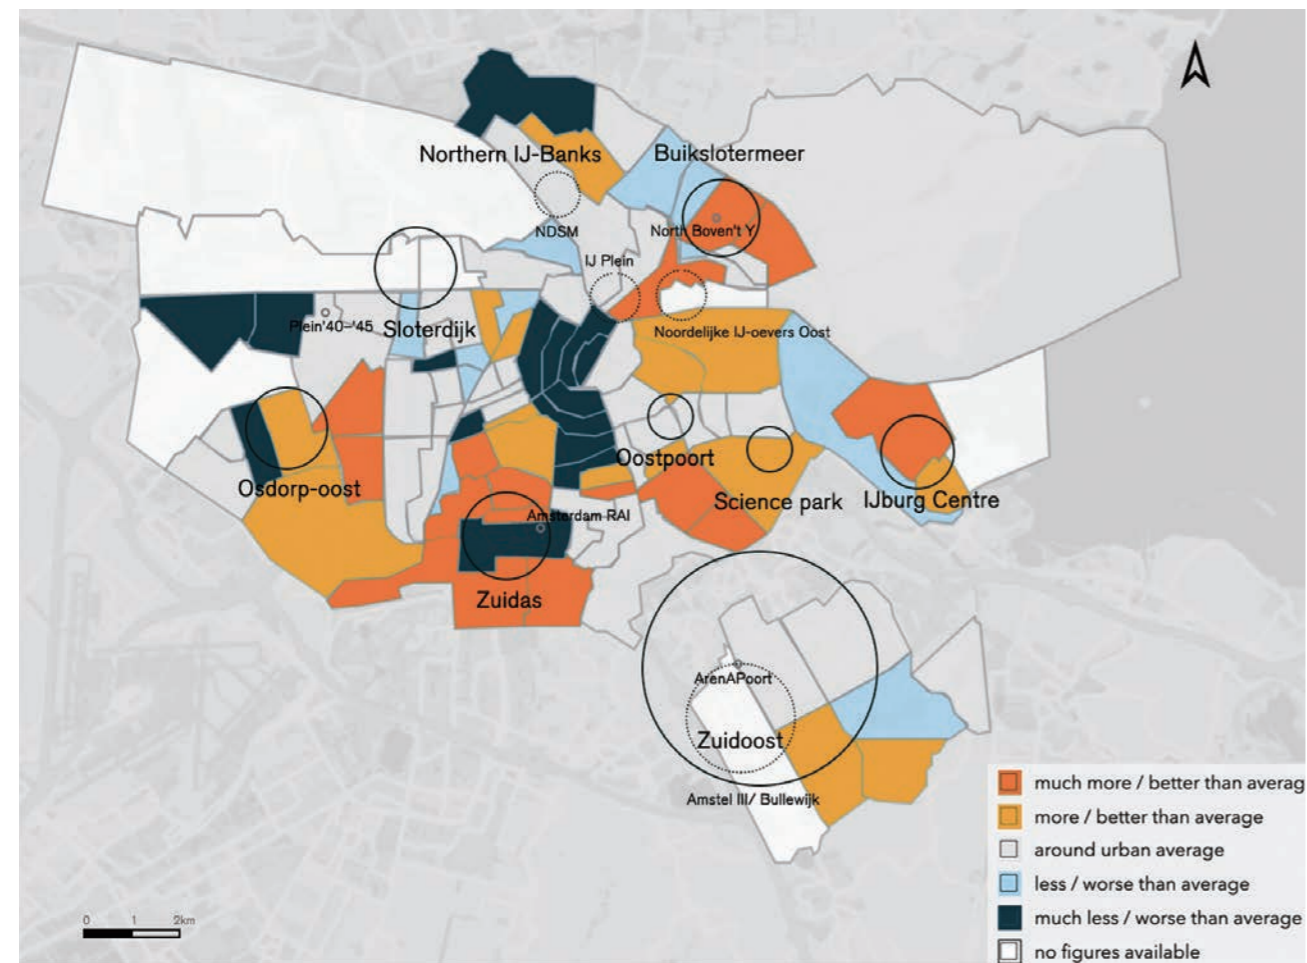 Northern IJ-Banks
Buikslotermeer
NDSM
North Boven't Y
IJ Plein
Plein'40–'45
Sloterdijk
Noordelijke IJ-oevers Oost
Oostpoort
Osdorp-oost
Science park
IJburg Centre
Amsterdam RAI
Zuidas
ArenAPoort
Zuidoost
Amstel III/ Bullewijk
much more / better than averag
more / better than average
around urban average
less / worse than average
much less / worse than average
no figures available
0 1 2km